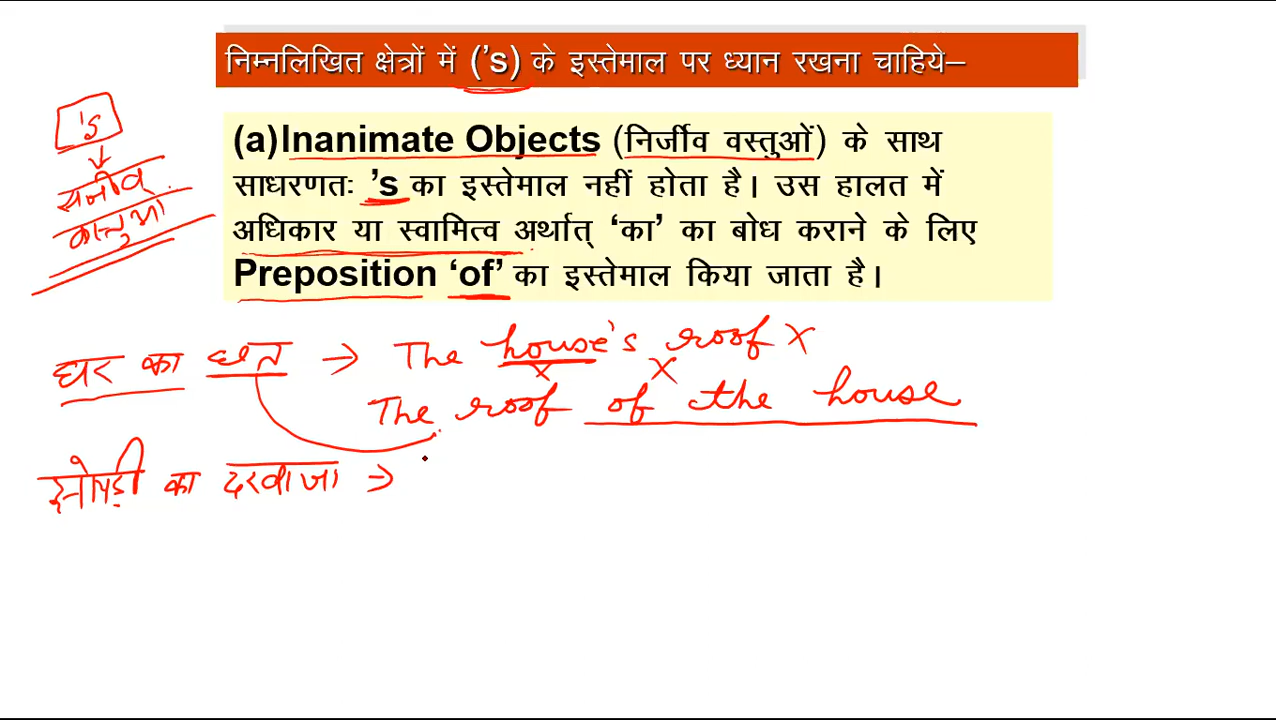 निम्नलिखित क्षेत्रों में (’s) के इस्तेमाल पर ध्यान रखना चाहिये–
(a)Inanimate Objects (निर्जीव वस्तुओं) के साथ
साधरणतः ’s का इस्तेमाल नहीं होता है। उस हालत में
अधिकार या स्वामित्व अर्थात् ‘का’ का बोध कराने के लिए
Preposition ‘of’ का इस्तेमाल किया जाता है।
's
सजीव
घर का छत → The house's roof ×
× ×
The roof of the house
झोपड़ी का दरवाजा →